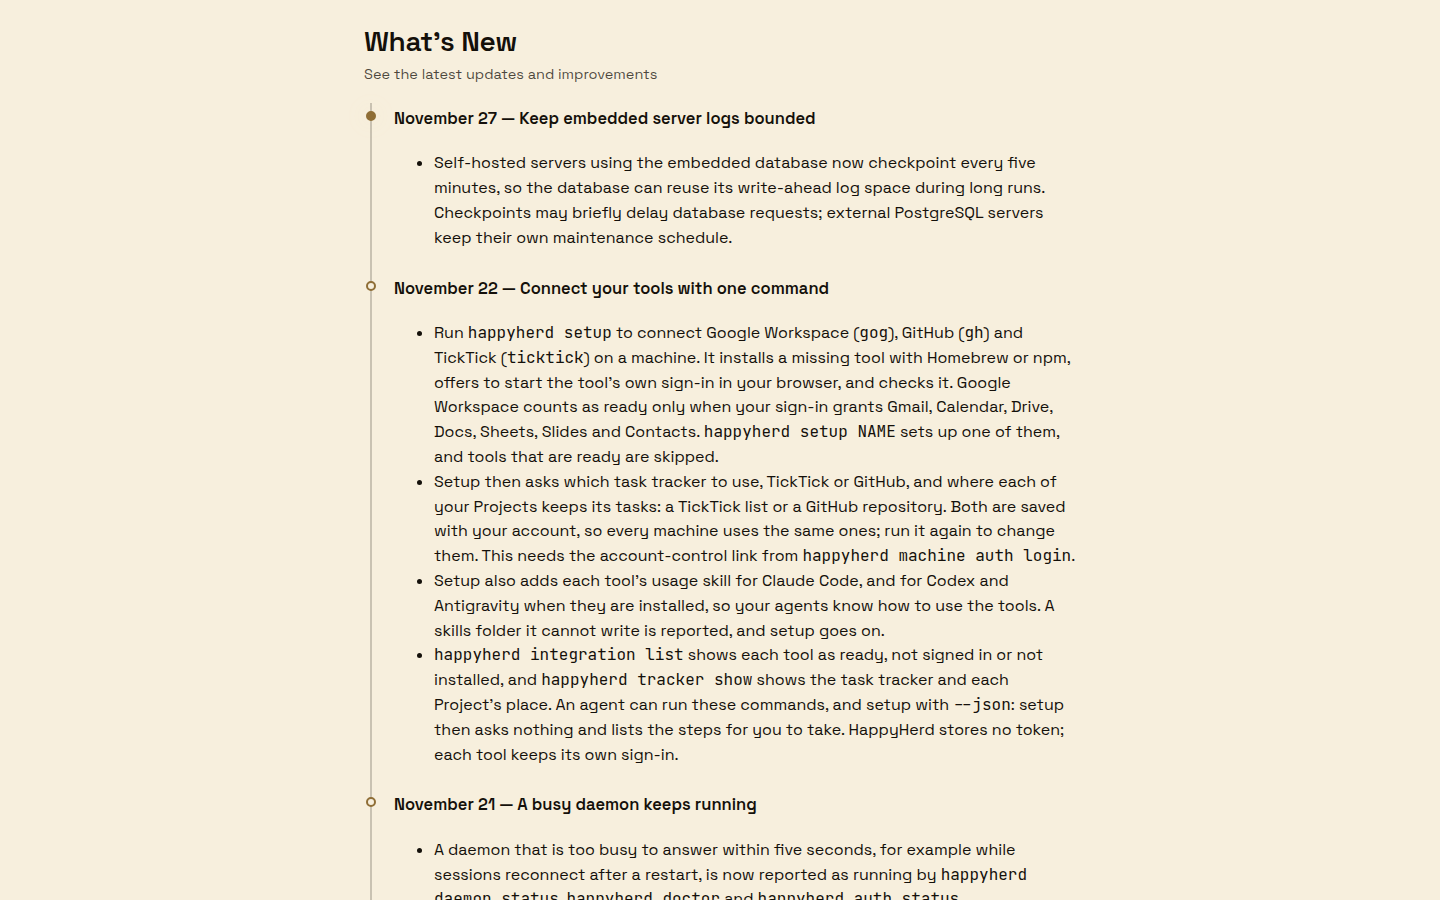 What's New
See the latest updates and improvements
November 27 — Keep embedded server logs bounded
Self-hosted servers using the embedded database now checkpoint every five
minutes, so the database can reuse its write-ahead log space during long runs.
Checkpoints may briefly delay database requests; external PostgreSQL servers
keep their own maintenance schedule.
November 22 — Connect your tools with one command
Run happyherd setup to connect Google Workspace (gog), GitHub (gh) and
TickTick (ticktick) on a machine. It installs a missing tool with Homebrew or npm,
offers to start the tool's own sign-in in your browser, and checks it. Google
Workspace counts as ready only when your sign-in grants Gmail, Calendar, Drive,
Docs, Sheets, Slides and Contacts. happyherd setup NAME sets up one of them,
and tools that are ready are skipped.
Setup then asks which task tracker to use, TickTick or GitHub, and where each of
your Projects keeps its tasks: a TickTick list or a GitHub repository. Both are saved
with your account, so every machine uses the same ones; run it again to change
them. This needs the account-control link from happyherd machine auth login.
Setup also adds each tool's usage skill for Claude Code, and for Codex and
Antigravity when they are installed, so your agents know how to use the tools. A
skills folder it cannot write is reported, and setup goes on.
happyherd integration list shows each tool as ready, not signed in or not
installed, and happyherd tracker show shows the task tracker and each
Project's place. An agent can run these commands, and setup with --json: setup
then asks nothing and lists the steps for you to take. HappyHerd stores no token;
each tool keeps its own sign-in.
November 21 — A busy daemon keeps running
A daemon that is too busy to answer within five seconds, for example while
sessions reconnect after a restart, is now reported as running by happyherd
daemon status, happyherd doctor and happyherd auth status.